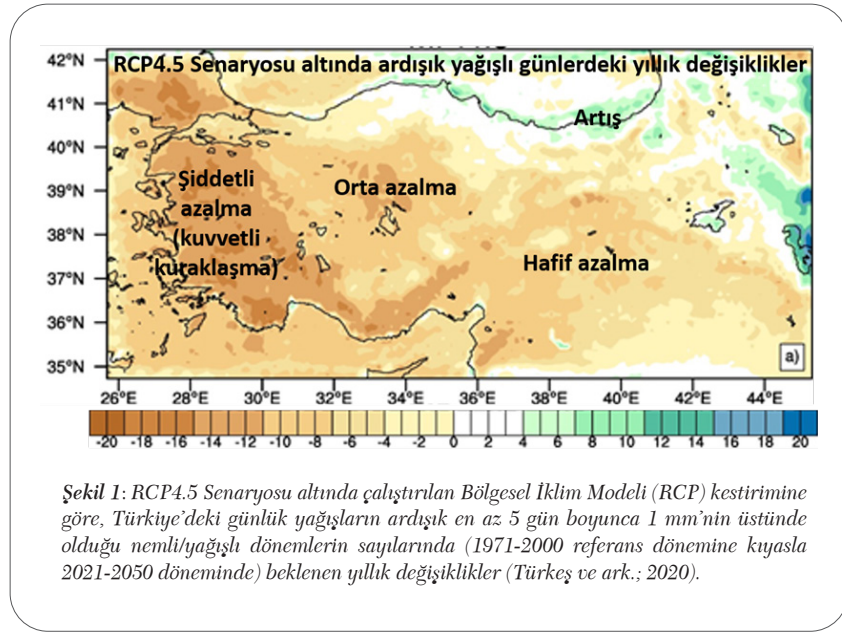 RCP4.5 Senaryosu altında ardışık yağışlı günlerdeki yıllık değişiklikler
42°N
41°N
40°N
39°N
38°N
37°N
36°N
35°N
Artış
Şiddetli
azalma
(kuvvetli
kuraklaşma)
Orta azalma
Hafif azalma
a)
26°E 28°E 30°E 32°E 34°E 36°E 38°E 40°E 42°E 44°E
-20 -18 -16 -14 -12 -10 -8 -6 -4 -2 0 2 4 6 8 10 12 14 16 18 20
Şekil 1: RCP4.5 Senaryosu altında çalıştırılan Bölgesel İklim Modeli (RCP) kestirimine
göre, Türkiye'deki günlük yağışların ardışık en az 5 gün boyunca 1 mm'nin üstünde
olduğu nemli/yağışlı dönemlerin sayılarında (1971-2000 referans dönemine kıyasla
2021-2050 döneminde) beklenen yıllık değişiklikler (Türkeş ve ark.; 2020).